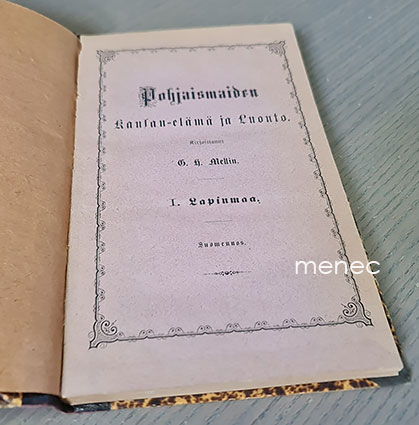 Pohjaismaiden
Kansan-elämä ja Luonto.
Kirjoittanut
G. H. Mellin.
I. Lapinmaa.
Suomennos.
menec